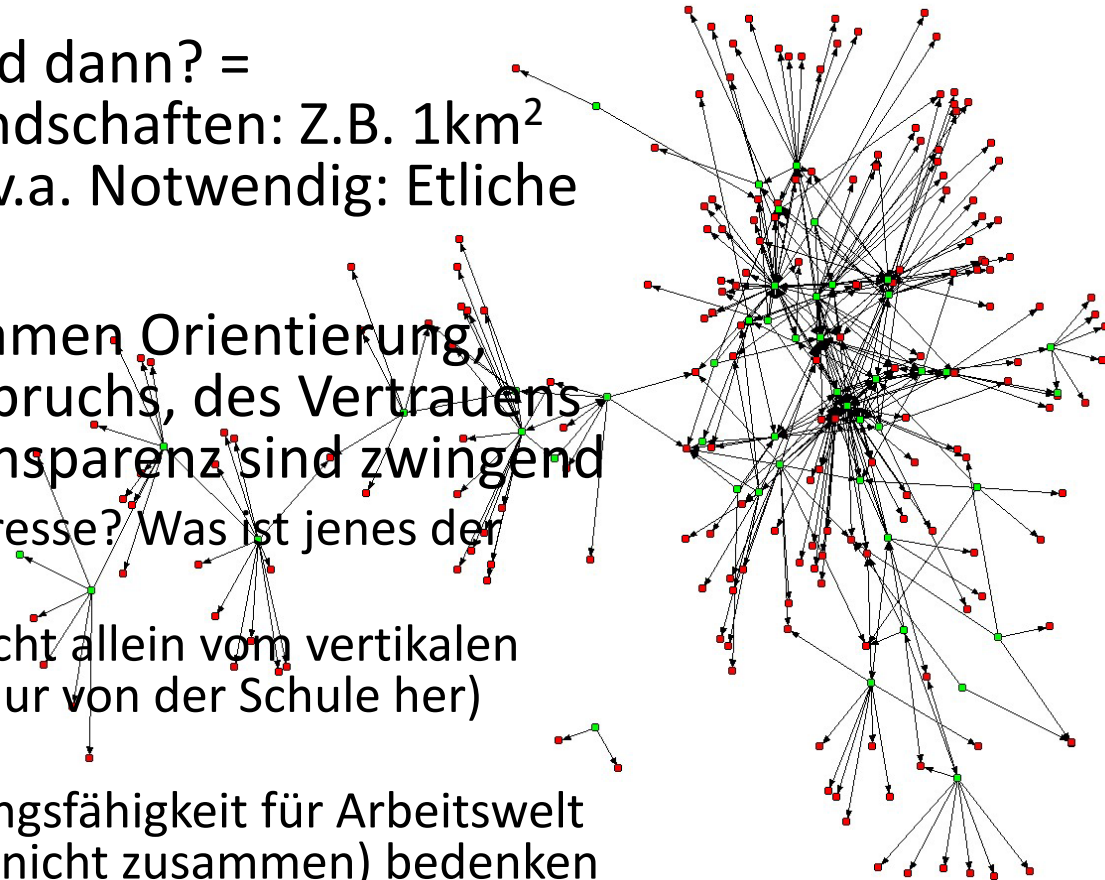 d dann? =
ndschaften: Z.B. 1km²
v.a. Notwendig: Etliche
hmen Orientierung,
pruchs, des Vertrauens
nsparenz sind zwingend
resse? Was ist jenes der
cht allein vom vertikalen
ur von der Schule her)
ngsfähigkeit für Arbeitswelt
nicht zusammen) bedenken